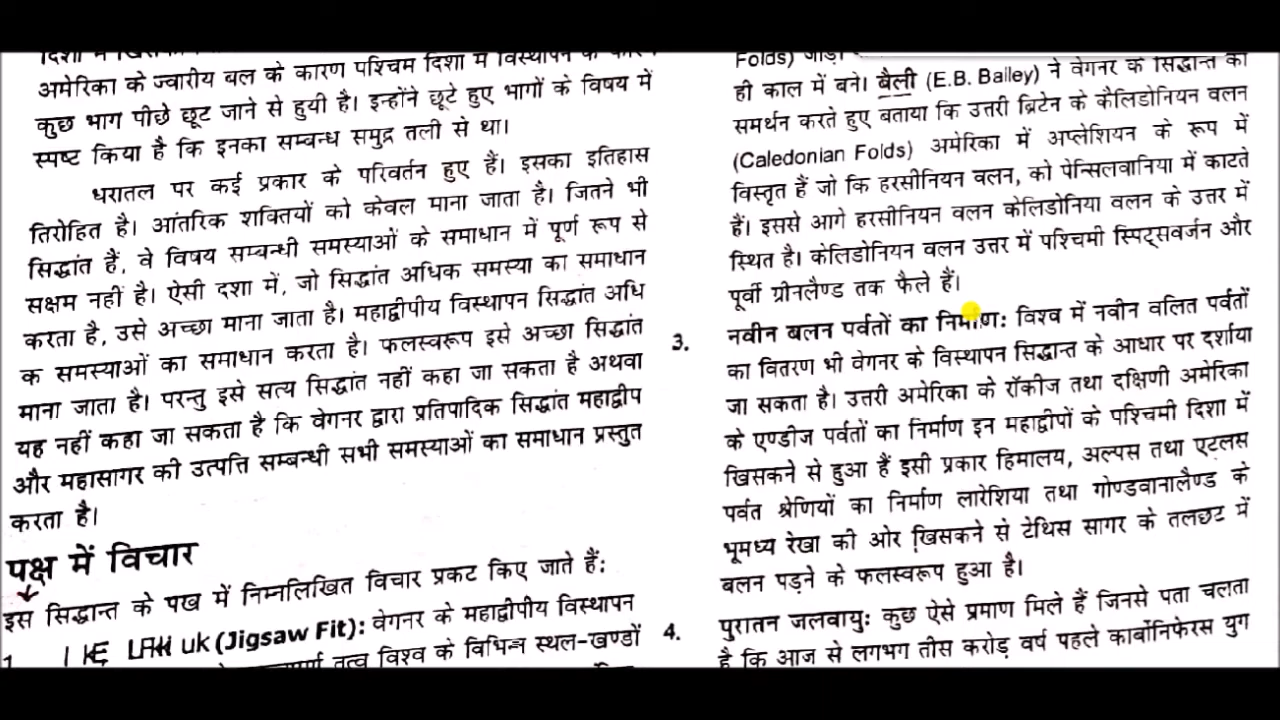 अमेरिका के ज्वारीय बल के कारण पश्चिम दिशा में विस्थापन के
कुछ भाग पीछे छूट जाने से हुयी है। इन्होंने छूटे हुए भागों के विषय में
स्पष्ट किया है कि इनका सम्बन्ध समुद्र तली से था।
धरातल पर कई प्रकार के परिवर्तन हुए हैं। इसका इतिहास
तिरोहित है। आंतरिक शक्तियों को केवल माना जाता है। जितने भी
सिद्धांत हैं, वे विषय सम्बन्धी समस्याओं के समाधान में पूर्ण रूप से
सक्षम नहीं है। ऐसी दशा में, जो सिद्धांत अधिक समस्या का समाधान
करता है, उसे अच्छा माना जाता है। महाद्वीपीय विस्थापन सिद्धांत अधि
क समस्याओं का समाधान करता है। फलस्वरूप इसे अच्छा सिद्धांत
माना जाता है। परन्तु इसे सत्य सिद्धांत नहीं कहा जा सकता है अथवा
यह नहीं कहा जा सकता है कि वेगनर द्वारा प्रतिपादिक सिद्धांत महाद्वीप
और महासागर की उत्पत्ति सम्बन्धी सभी समस्याओं का समाधान प्रस्तुत
करता है।
पक्ष में विचार
इस सिद्धान्त के पख में निम्नलिखित विचार प्रकट किए जाते हैं:
1. uk (Jigsaw Fit): वेगनर के महाद्वीपीय विस्थापन
तत्व विश्व के विभिन्न स्थल-खण्डों
Folds)
ही काल में बने। बैली (E.B. Bailey) ने वेगनर के सिद्धान्त का
समर्थन करते हुए बताया कि उत्तरी ब्रिटेन के कैलिडोनियन वलन
(Caledonian Folds) अमेरिका में अप्लेशियन के रूप में
विस्तृत हैं जो कि हरसीनियन वलन, को पेन्सिलवानिया में काटते
हैं। इससे आगे हरसीनियन वलन केलिडोनिया वलन के उत्तर में
स्थित है। केलिडोनियन वलन उत्तर में पश्चिमी स्पिट्सवर्जन और
पूर्वी ग्रीनलैण्ड तक फैले हैं।
3. नवीन बलन पर्वतों का निर्माण: विश्व में नवीन वलित पर्वतों
का वितरण भी वेगनर के विस्थापन सिद्धान्त के आधार पर दर्शाया
जा सकता है। उत्तरी अमेरिका के रॉकीज तथा दक्षिणी अमेरिका
के एण्डीज पर्वतों का निर्माण इन महाद्वीपों के पश्चिमी दिशा में
खिसकने से हुआ हैं इसी प्रकार हिमालय, अल्पस तथा एटलस
पर्वत श्रेणियों का निर्माण लारेशिया तथा गोण्डवानालैण्ड के
भूमध्य रेखा की ओर खिसकने से टेथिस सागर के तलछट में
बलन पड़ने के फलस्वरूप हुआ है।
4. पुरातन जलवायु: कुछ ऐसे प्रमाण मिले हैं जिनसे पता चलता
है कि आज से लगभग तीस करोड़ वर्ष पहले कार्बोनिफेरस युग